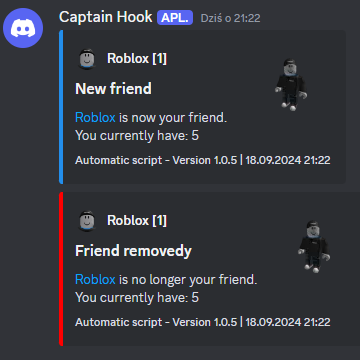 Captain Hook APL. Dziś o 21:22
Roblox [1]
New friend
Roblox is now your friend.
You currently have: 5
Automatic script - Version 1.0.5 | 18.09.2024 21:22
Roblox [1]
Friend removedy
Roblox is no longer your friend.
You currently have: 5
Automatic script - Version 1.0.5 | 18.09.2024 21:22